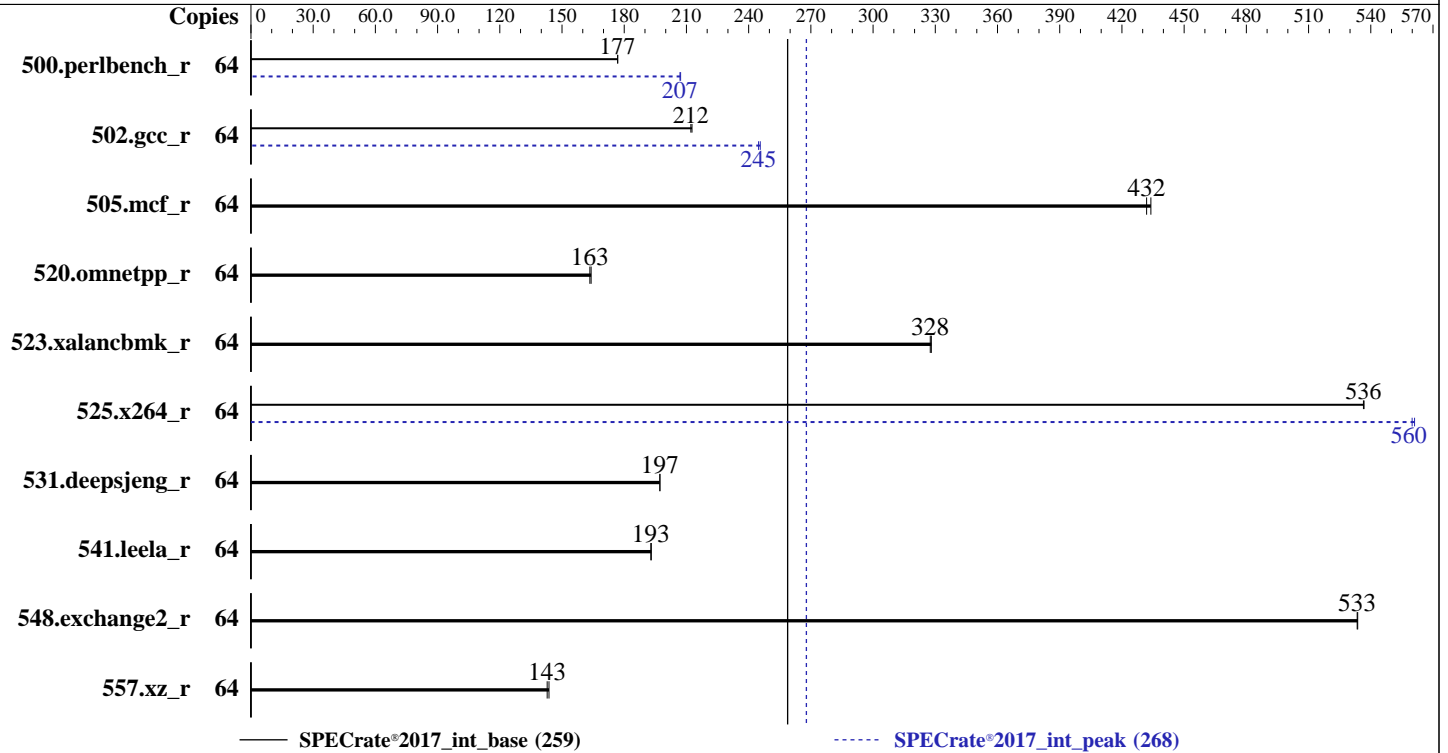 Copies 0 30.0 60.0 90.0 120 150 180 210 240 270 300 330 360 390 420 450 480 510 540 570
177
500.perlbench_r 64
207
212
502.gcc_r 64
245
432
505.mcf_r 64
163
520.omnetpp_r 64
328
523.xalancbmk_r 64
536
525.x264_r 64
560
197
531.deepsjeng_r 64
193
541.leela_r 64
533
548.exchange2_r 64
143
557.xz_r 64
SPECrate®2017_int_base (259) SPECrate®2017_int_peak (268)